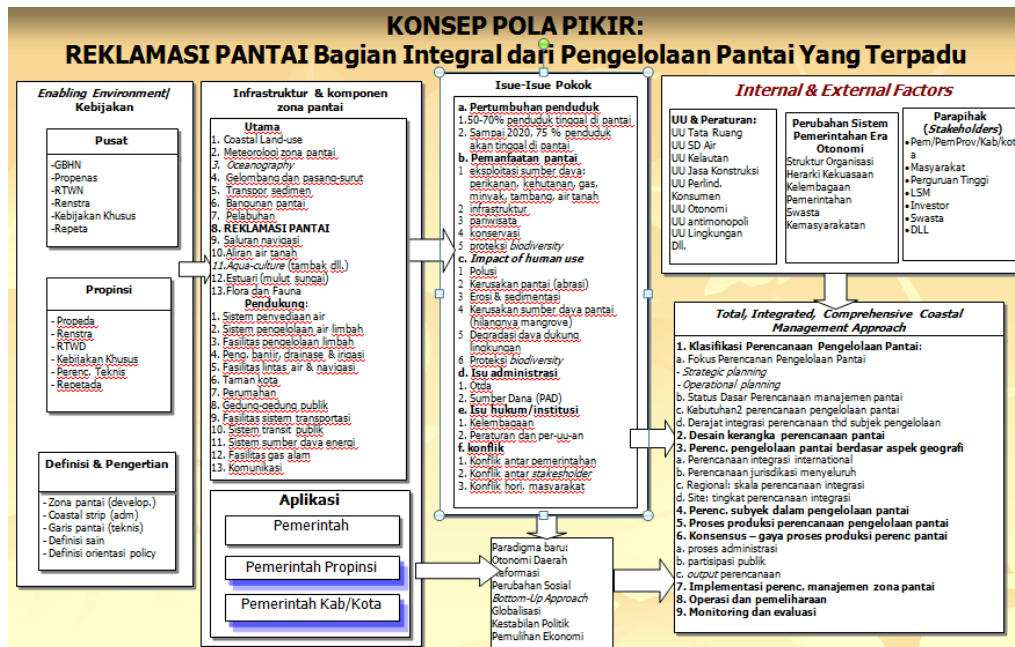 KONSEP POLA PIKIR:
REKLAMASI PANTAI Bagian Integral dari Pengelolaan Pantai Yang Terpadu
Enabling Environment/
Kebijakan
Pusat
-GBHN
-Propenas
-RTWN
-Renstra
-Kebijakan Khusus
-Repeta
Propinsi
- Propeda
- Renstra
- RTWD
- Kebijakan Khusus
- Perenc. Teknis
- Repetada
Definisi & Pengertian
- Zona pantai (develop.)
- Coastal strip (adm)
- Garis pantai (teknis)
- Definisi sain
- Definisi orientasi policy
Infrastruktur & komponen
zona pantai
Utama
1. Coastal Land-use
2. Meteorologi zona pantai
3. Oceanography
4. Gelombang dan pasang-surut
5. Transpor sedimen
6. Bangunan pantai
7. Pelabuhan
8. REKLAMASI PANTAI
9. Saluran navigasi
10. Aliran air tanah
11. Aqua-culture (tambak dll.)
12. Estuari (mulut sungai)
13. Flora dan Fauna
Pendukung:
1. Sistem penyediaan air
2. Sistem pengelolaan air limbah
3. Fasilitas pengelolaan limbah
4. Peng. banjir, drainase & irigasi
5. Fasilitas lintas air & navigasi
6. Taman kota
7. Perumahan
8. Gedung-gedung publik
9. Fasilitas sistem transportasi
10. Sistem transit publik
11. Sistem sumber daya energi
12. Fasilitas gas alam
13. Komunikasi
Aplikasi
Pemerintah
Pemerintah Propinsi
Pemerintah Kab/Kota
Isue-Isue Pokok
a. Pertumbuhan penduduk
1. 50-70% penduduk tinggal di pantai
2. Sampai 2020, 75 % penduduk
akan tinggal di pantai
b. Pemanfaatan pantai
1 eksploitasi sumber daya:
perikanan, kehutanan, gas,
minyak, tambang, air tanah
2 infrastruktur
3 pariwisata
4 konservasi
5 proteksi biodiversity
c. Impact of human use
1 Polusi
2 Kerusakan pantai (abrasi)
3 Erosi & sedimentasi
4 Kerusakan sumber daya pantai
(hilangnya mangrove)
5 Degradasi daya dukung
lingkungan
6 Proteksi biodiversity
d. Isu administrasi
1. Otda
2. Sumber Dana (PAD)
e. Isu hukum/institusi
1. Kelembagaan
2. Peraturan dan per-uu-an
f. konflik
1. Konflik antar pemerintahan
2. Konflik antar stakesholder
3. Konflik hori. masyarakat
Paradigma baru:
Otonomi Daerah
Reformasi
Perubahan Sosial
Bottom-Up Approach
Globalisasi
Kestabilan Politik
Pemulihan Ekonomi
Internal & External Factors
UU & Peraturan:
UU Tata Ruang
UU SD Air
UU Kelautan
UU Jasa Konstruksi
UU Perlind.
Konsumen
UU Otonomi
UU antimonopoli
UU Lingkungan
Dll.
Perubahan Sistem
Pemerintahan Era
Otonomi
Struktur Organisasi
Herarki Kekuasaan
Kelembagaan
Pemerintahan
Swasta
Kemasyarakatan
Parapihak
(Stakeholders)
•Pem/PemProv/Kab/kot
a
•Masyarakat
•Perguruan Tinggi
•LSM
•Investor
•Swasta
•DLL
Total, Integrated, Comprehensive Coastal
Management Approach
1. Klasifikasi Perencanaan Pengelolaan Pantai:
a. Fokus Perencanan Pengelolaan Pantai
- Strategic planning
- Operational planning
b. Status Dasar Perencanaan manajemen pantai
c. Kebutuhan2 perencanaan pengelolaan pantai
d. Derajat integrasi perencanaan thd subjek pengelolaan
2. Desain kerangka perencanaan pantai
3. Perenc. pengelolaan pantai berdasar aspek geografi
a. Perencanaan integrasi international
b. Perencanaan jurisdikasi menyeluruh
c. Regional: skala perencanaan integrasi
d. Site: tingkat perencanaan integrasi
4. Perenc. subyek dalam pengelolaan pantai
5. Proses produksi perencanaan pengelolaan pantai
6. Konsensus – gaya proses produksi perenc pantai
a. proses administrasi
b. partisipasi publik
c. output perencanaan
7. Implementasi perenc. manajemen zona pantai
8. Operasi dan pemeliharaan
9. Monitoring dan evaluasi